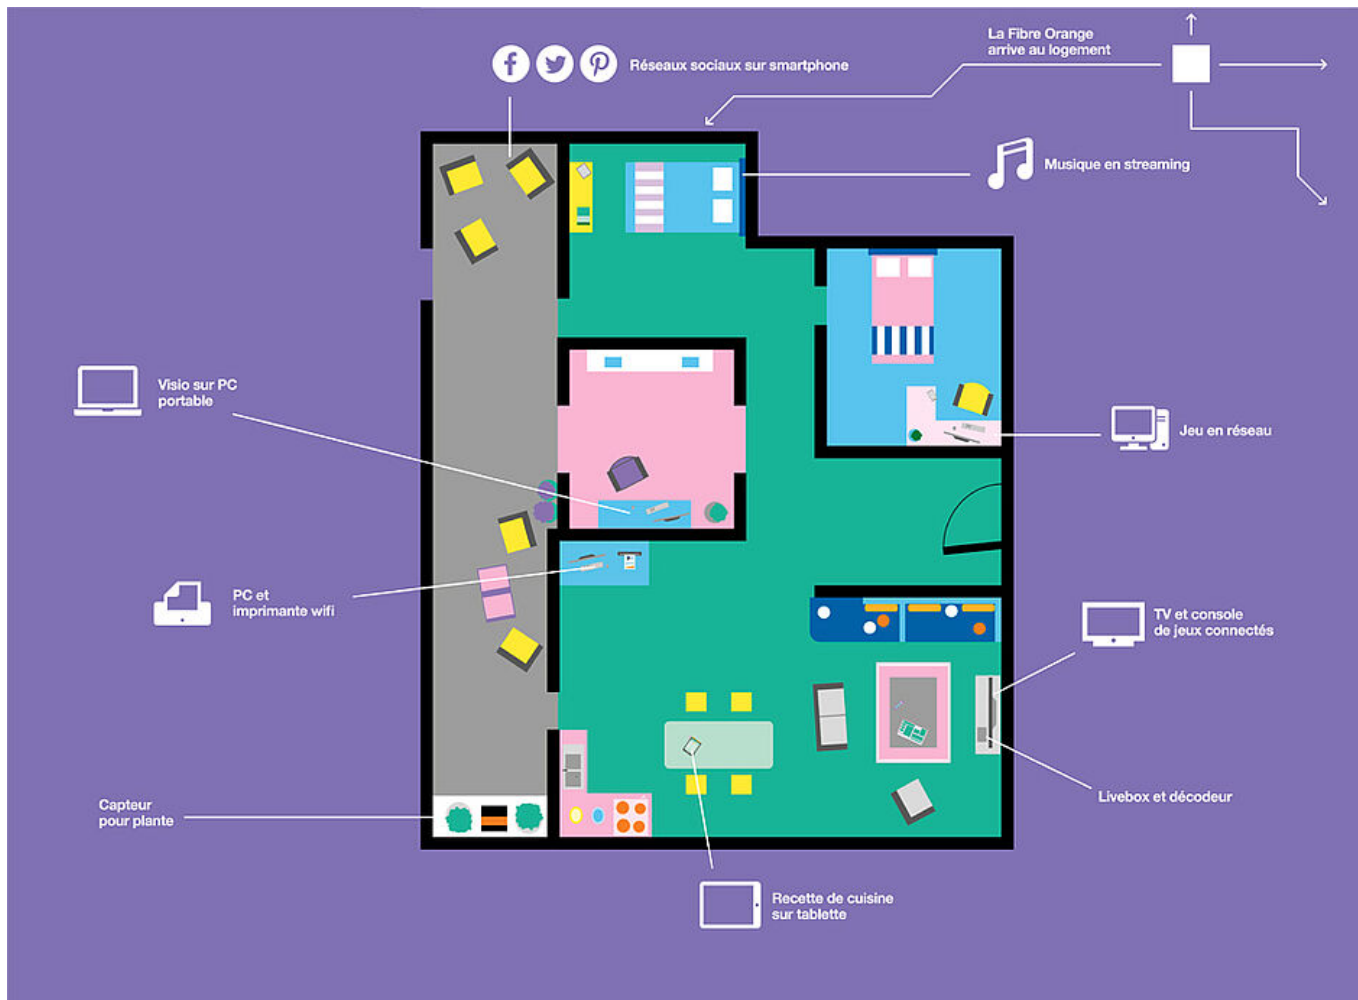 La Fibre Orange
arrive au logement
Réseaux sociaux sur smartphone
Musique en streaming
Visio sur PC
portable
Jeu en réseau
PC et
imprimante wifi
TV et console
de jeux connectés
Livebox et décodeur
Capteur
pour plante
Recette de cuisine
sur tablette